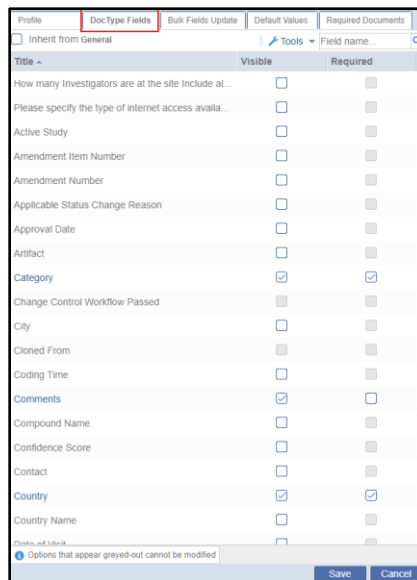 Profile DocType Fields Bulk Fields Update Default Values Required Documents
Inherit from General Tools Field name...
Title Visible Required
How many Investigators are at the site Include al...
Please specify the type of internet access availa...
Active Study
Amendment Item Number
Amendment Number
Applicable Status Change Reason
Approval Date
Artifact
Category
Change Control Workflow Passed
City
Cloned From
Coding Time
Comments
Compound Name
Confidence Score
Contact
Country
Country Name
Date of Visit
Options that appear greyed-out cannot be modified
Save Cancel